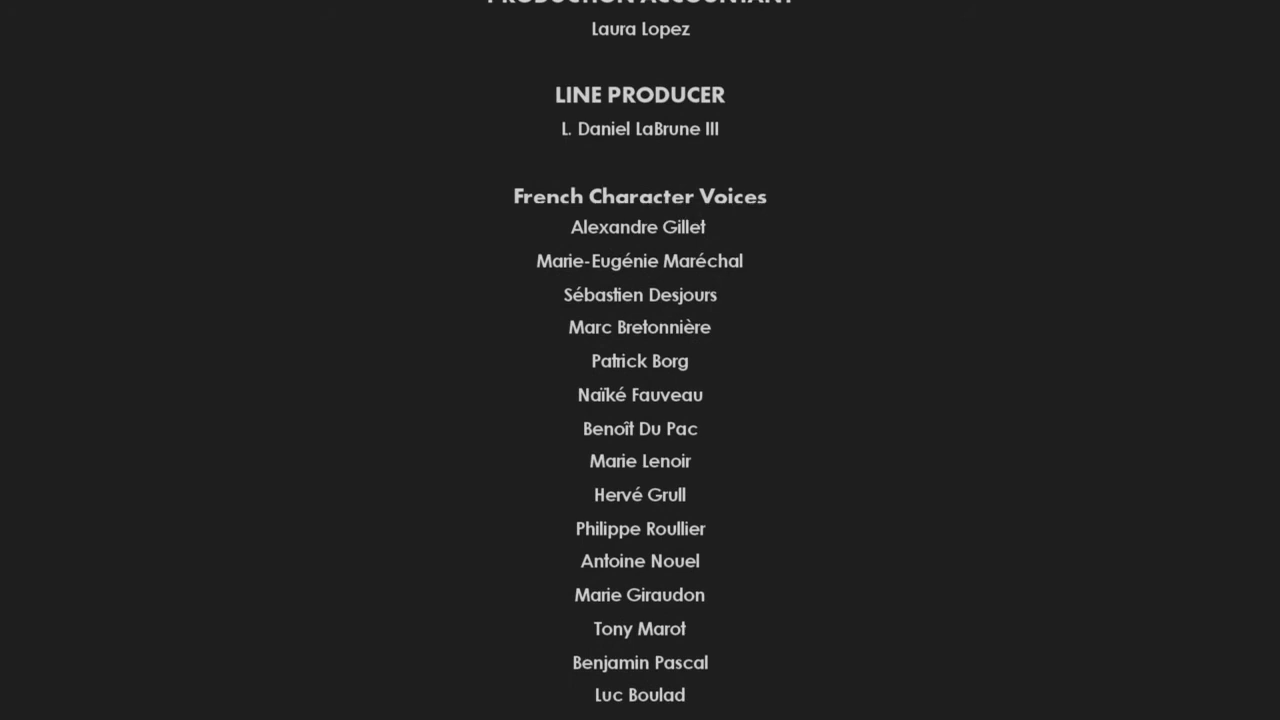 PRODUCTION ACCOUNTANT
Laura Lopez
LINE PRODUCER
L. Daniel LaBrune III
French Character Voices
Alexandre Gillet
Marie-Eugénie Maréchal
Sébastien Desjours
Marc Bretonnière
Patrick Borg
Naïké Fauveau
Benoît Du Pac
Marie Lenoir
Hervé Grull
Philippe Roullier
Antoine Nouel
Marie Giraudon
Tony Marot
Benjamin Pascal
Luc Boulad